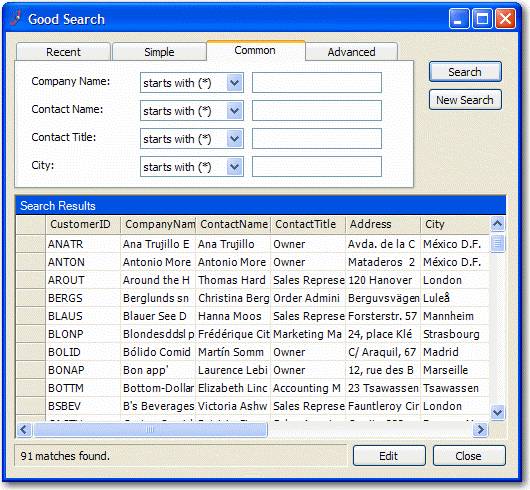 Good Search
Recent Simple Common Advanced
Company Name: starts with (*) Search
Contact Name: starts with (*) New Search
Contact Title: starts with (*)
City: starts with (*)
Search Results
CustomerID CompanyNam ContactName ContactTitle Address City
ANATR Ana Trujillo E Ana Trujillo Owner Avda. de la C México D.F.
ANTON Antonio More Antonio More Owner Mataderos 2 México D.F.
AROUT Around the H Thomas Hard Sales Represe 120 Hanover London
BERGS Berglunds sn Christina Berg Order Admini Berguvsvägen Luleå
BLAUS Blauer See D Hanna Moos Sales Represe Forsterstr. 57 Mannheim
BLONP Blondesddsl p Frédérique Cit Marketing Ma 24, place Klé Strasbourg
BOLID Bólido Comid Martín Somm Owner C/ Araquil, 67 Madrid
BONAP Bon app' Laurence Lebi Owner 12, rue des B Marseille
BOTTM Bottom-Dollar Elizabeth Linc Accounting M 23 Tsawassen Tsawassen
BSBEV B's Beverages Victoria Ashw Sales Represe Fauntleroy Cir London
91 matches found. Edit Close